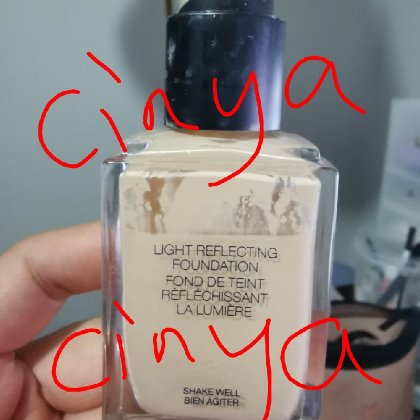 cinya
LIGHT REFLECTING
FOUNDATION
FOND DE TEINT
RÉFLÉCHISSANT
LA LUMIÈRE
cinya
SHAKE WELL
BIEN AGITER